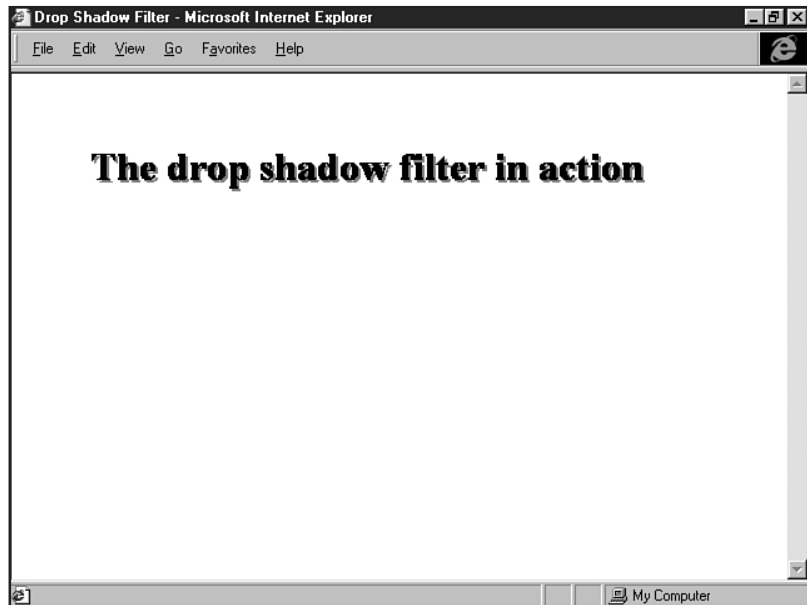 Drop Shadow Filter - Microsoft Internet Explorer
File Edit View Go Favorites Help
The drop shadow filter in action
My Computer